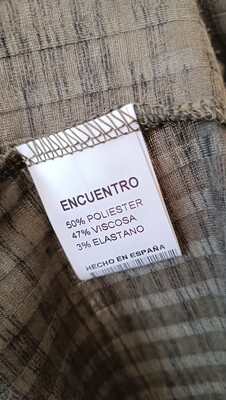 ENCUENTRO
50% POLIESTER
47% VISCOSA
3% ELASTANO
HECHO EN ESPAÑA